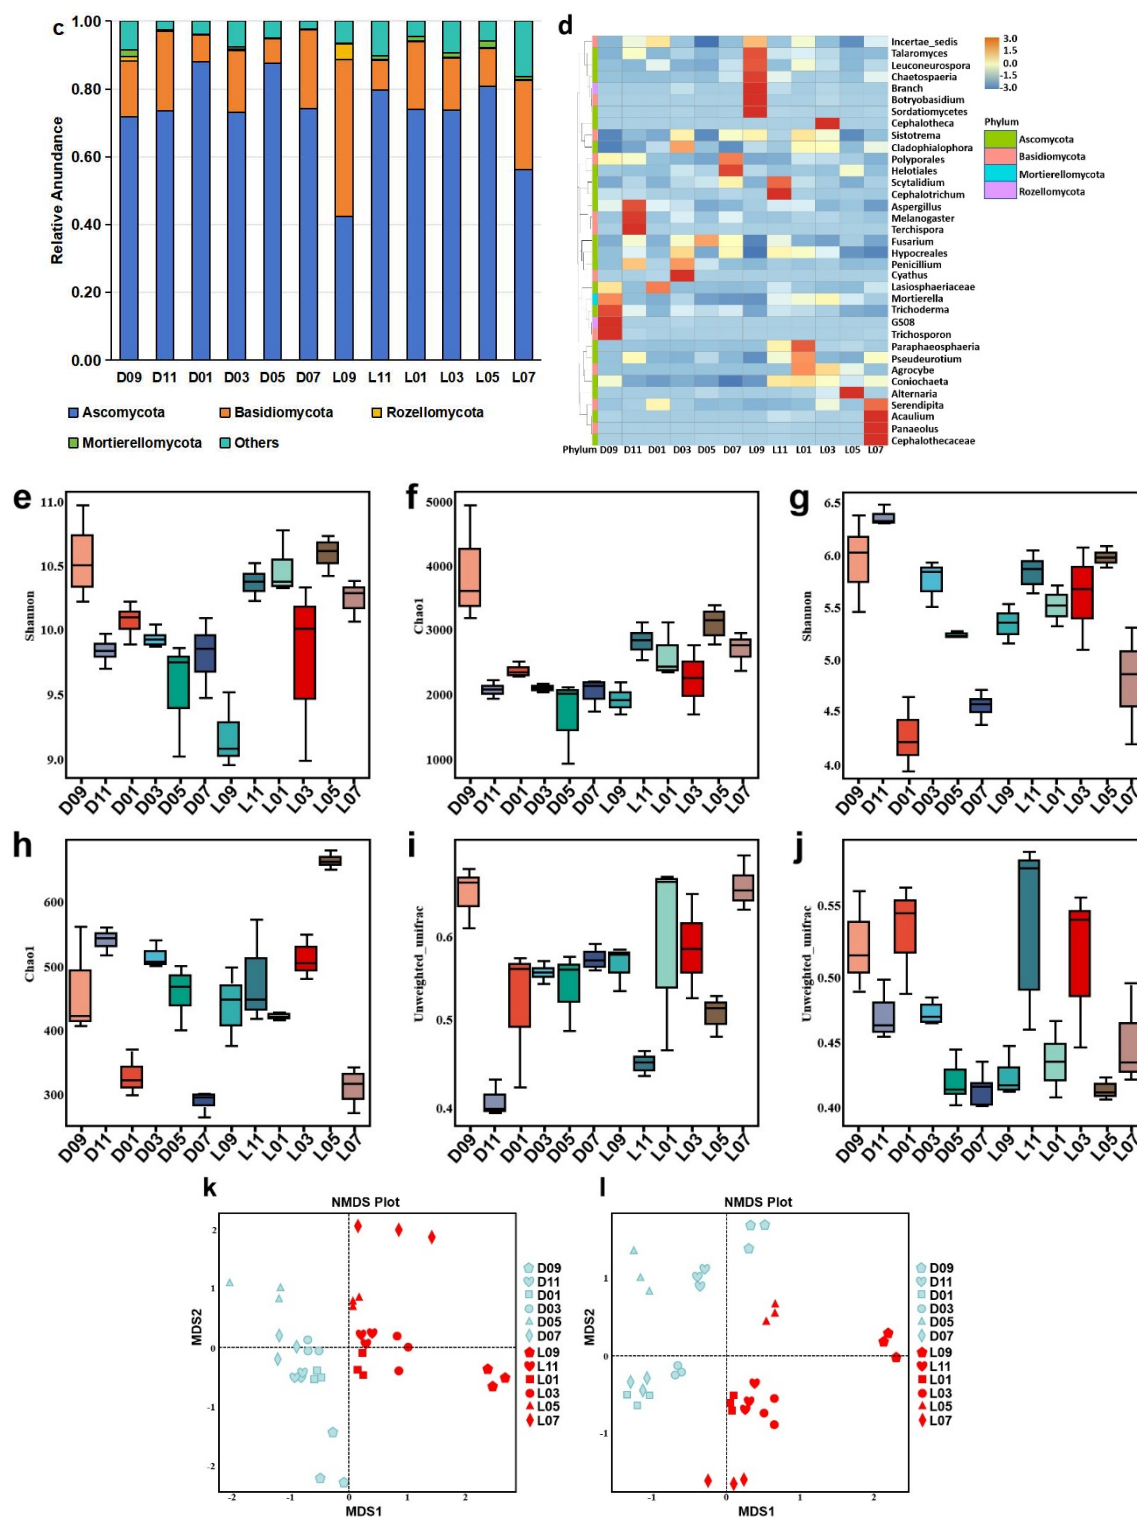 c
1.00
0.80
0.60
0.40
0.20
0.00
Relative Anundance
D09 D11 D01 D03 D05 D07 L09 L11 L01 L03 L05 L07
Ascomycota Basidiomycota Rozellomycota
Mortierellomycota Others
d
Incertae_sedis
Talaromyces
Leuconeurospora
Chaetospaeria
Branch
Botryobasidium
Sordatiomycetes
Cephalotheca
Sistotrema
Cladophialophora
Polyporales
Helotiales
Scytalidium
Cephalotrichum
Aspergillus
Melanogaster
Terchispora
Fusarium
Hypocreales
Penicillium
Cyathus
Lasiosphaeriaceae
Mortierella
Trichoderma
GS08
Trichosporon
Paraphaeosphaeria
Pseudeurotium
Agrocybe
Coniochaeta
Alternaria
Serendipita
Acaulium
Panaeolus
Cephalothecaceae
Phylum D09 D11 D01 D03 D05 D07 L09 L11 L01 L03 L05 L07
3.0
1.5
0.0
-1.5
-3.0
Phylum
Ascomycota
Basidiomycota
Mortierellomycota
Rozellomycota
e
11.0
10.5
10.0
9.5
9.0
Shannon
D09 D11 D01 D03 D05 D07 L09 L11 L01 L03 L05 L07
f
5000
4000
3000
2000
1000
Chao1
D09 D11 D01 D03 D05 D07 L09 L11 L01 L03 L05 L07
g
6.5
6.0
5.5
5.0
4.5
4.0
Shannon
D09 D11 D01 D03 D05 D07 L09 L11 L01 L03 L05 L07
h
600
500
400
300
Chao1
D09 D11 D01 D03 D05 D07 L09 L11 L01 L03 L05 L07
i
0.6
0.5
0.4
Unweighted_unifrac
D09 D11 D01 D03 D05 D07 L09 L11 L01 L03 L05 L07
j
0.55
0.50
0.45
0.40
Unweighted_unifrac
D09 D11 D01 D03 D05 D07 L09 L11 L01 L03 L05 L07
k
NMDS Plot
2
1
0
-1
-2
MDS2
-2 -1 0 1 2
MDS1
D09
D11
D01
D03
D05
D07
L09
L11
L01
L03
L05
L07
l
NMDS Plot
1
0
-1
MDS2
-1 0 1 2
MDS1
D09
D11
D01
D03
D05
D07
L09
L11
L01
L03
L05
L07